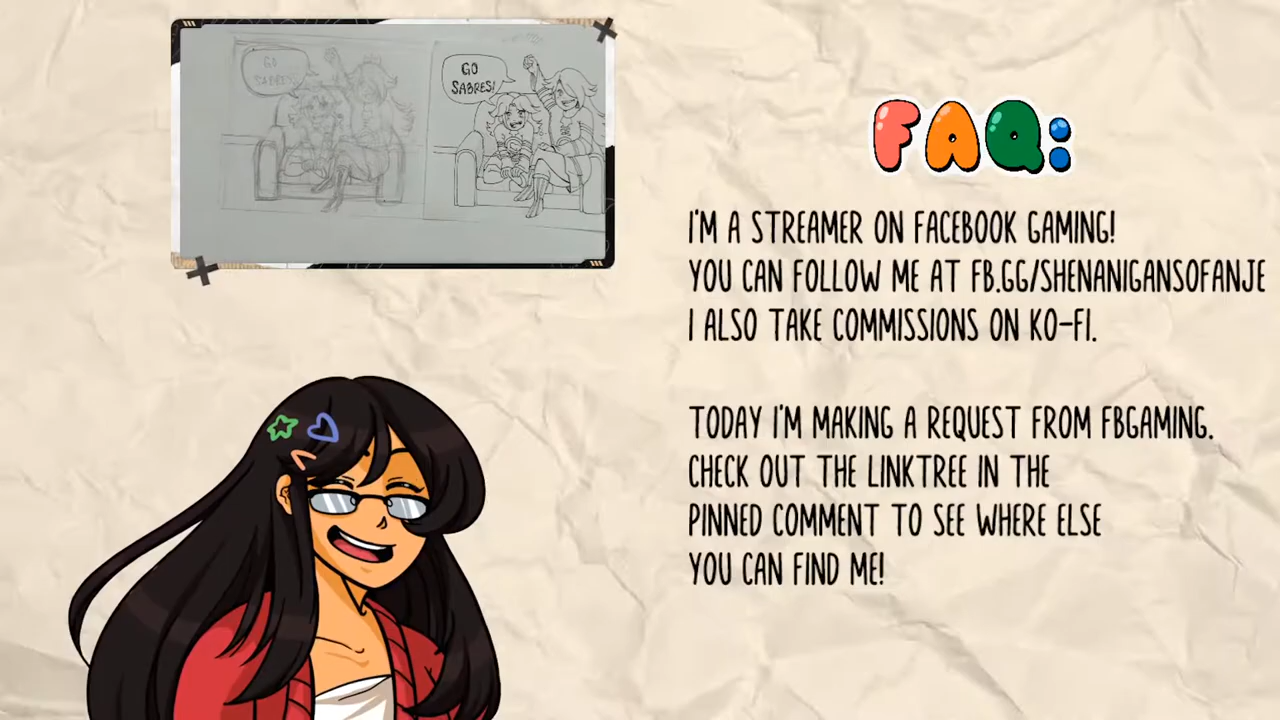 GO
SABRES!
GO
SABRES!
FAQ:
I'M A STREAMER ON FACEBOOK GAMING!
YOU CAN FOLLOW ME AT FB.GG/SHENANIGANSOFANJE
I ALSO TAKE COMMISSIONS ON KO-FI.
TODAY I'M MAKING A REQUEST FROM FBGAMING.
CHECK OUT THE LINKTREE IN THE
PINNED COMMENT TO SEE WHERE ELSE
YOU CAN FIND ME!